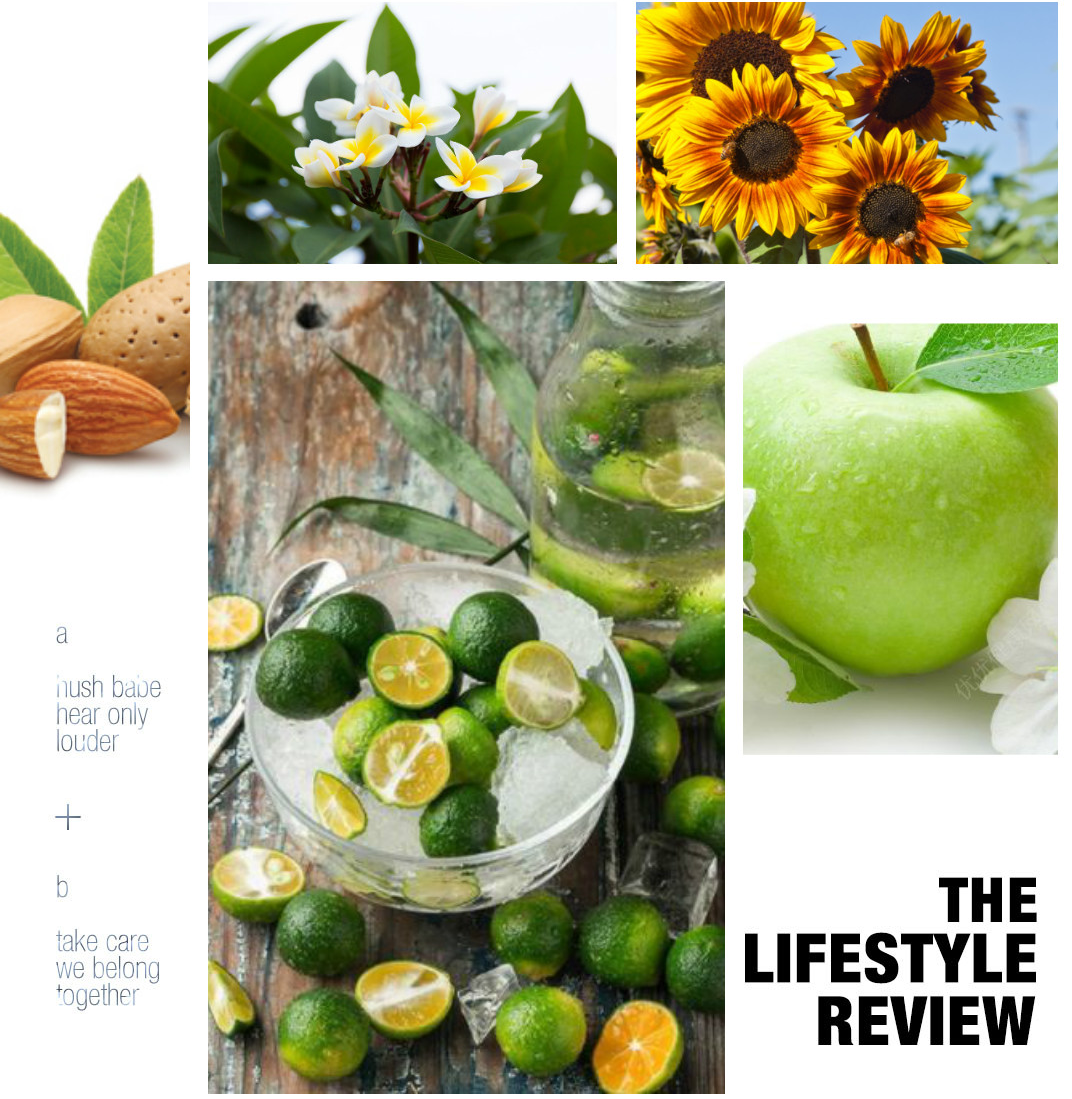 a
hush babe
hear only
louder
+
b
take care
we belong
together
THE
LIFESTYLE
REVIEW